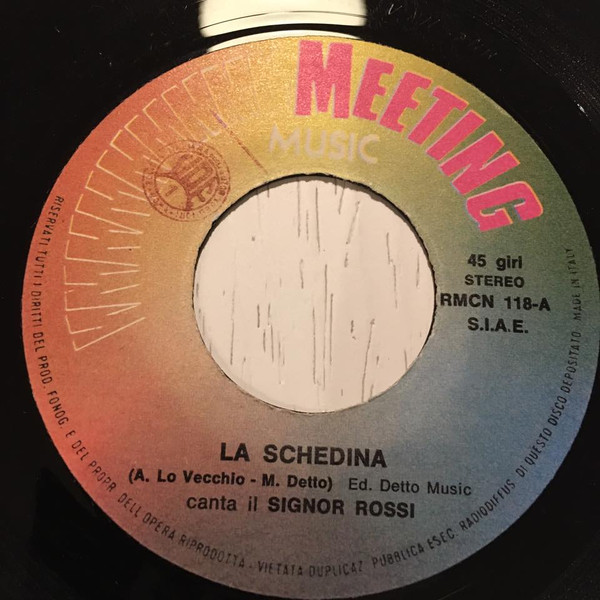 MEETING
MUSIC
45 giri
STEREO
RMCN 118-A
S.I.A.E.
LA SCHEDINA
(A. Lo Vecchio - M. Detto) Ed. Detto Music
canta il SIGNOR ROSSI
RISERVATI TUTTI I DIRITTI DEL PROD. FONOG. E DEL PROPR. DELL'OPERA RIPRODOTTA - VIETATA DUPLICAZ. PUBBLICA ESEC. RADIODIFFUS. DI QUESTO DISCO DEPOSITATO. MADE IN ITALY